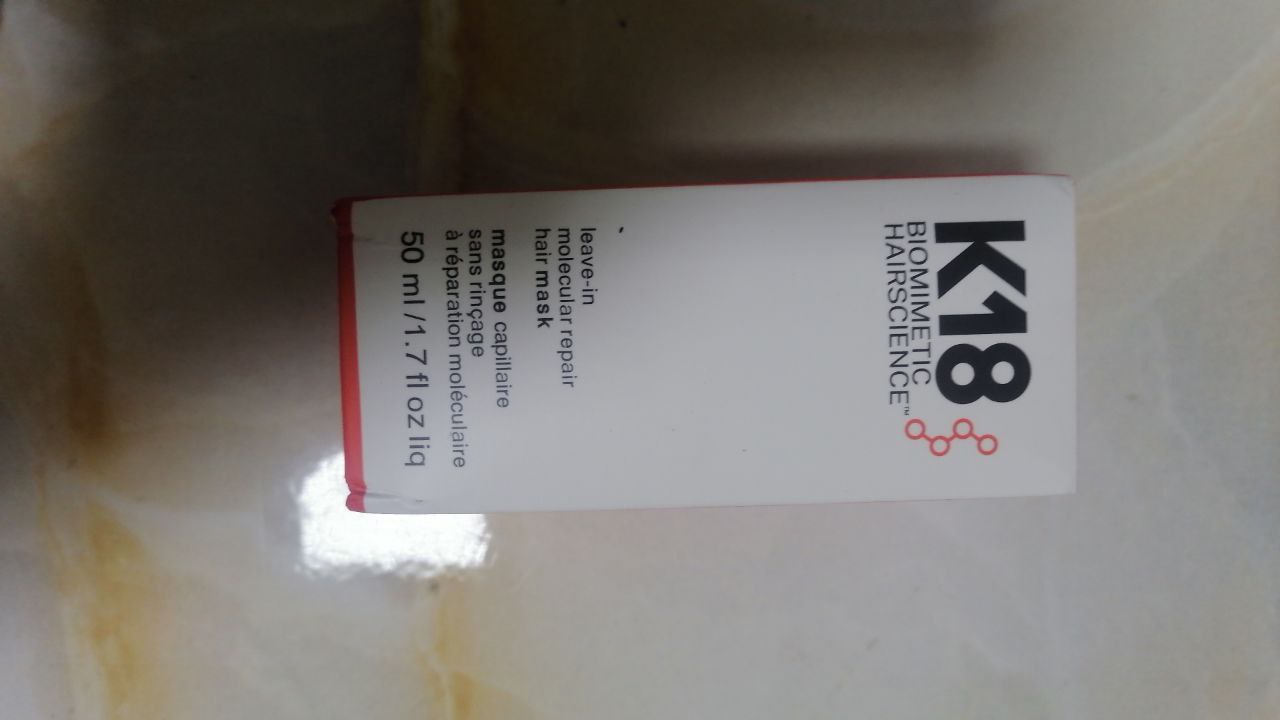 K18
BIOMIMETIC
HAIRSCIENCE™
leave-in
molecular repair
hair mask
masque capillaire
sans rinçage
à réparation moléculaire
50 ml / 1.7 fl oz liq